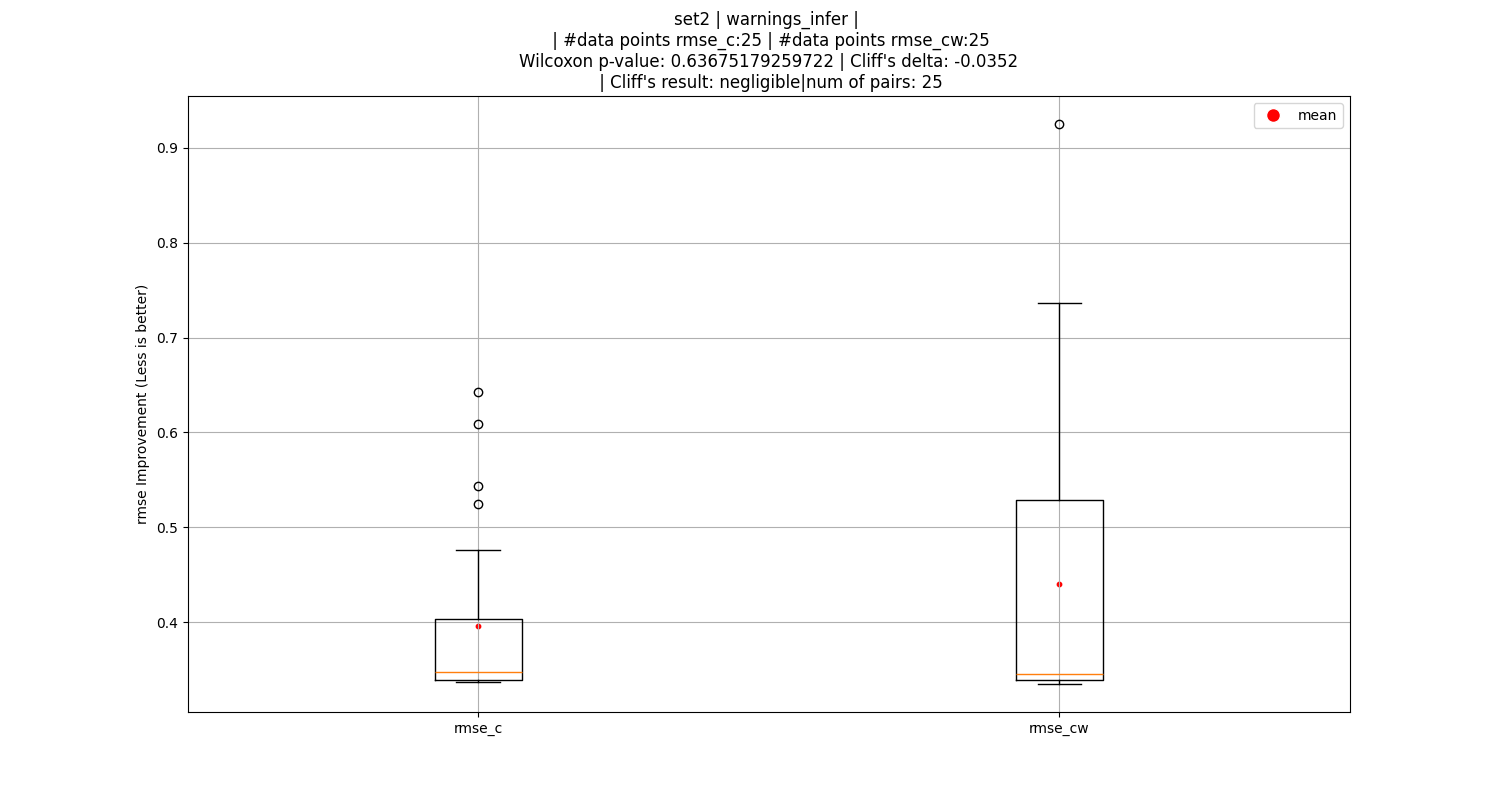 set2 | warnings_infer |
| #data points rmse_c:25 | #data points rmse_cw:25
Wilcoxon p-value: 0.63675179259722 | Cliff's delta: -0.0352
| Cliff's result: negligible|num of pairs: 25
mean
0.9
0.8
0.7
0.6
0.5
0.4
rmse Improvement (Less is better)
rmse_c
rmse_cw